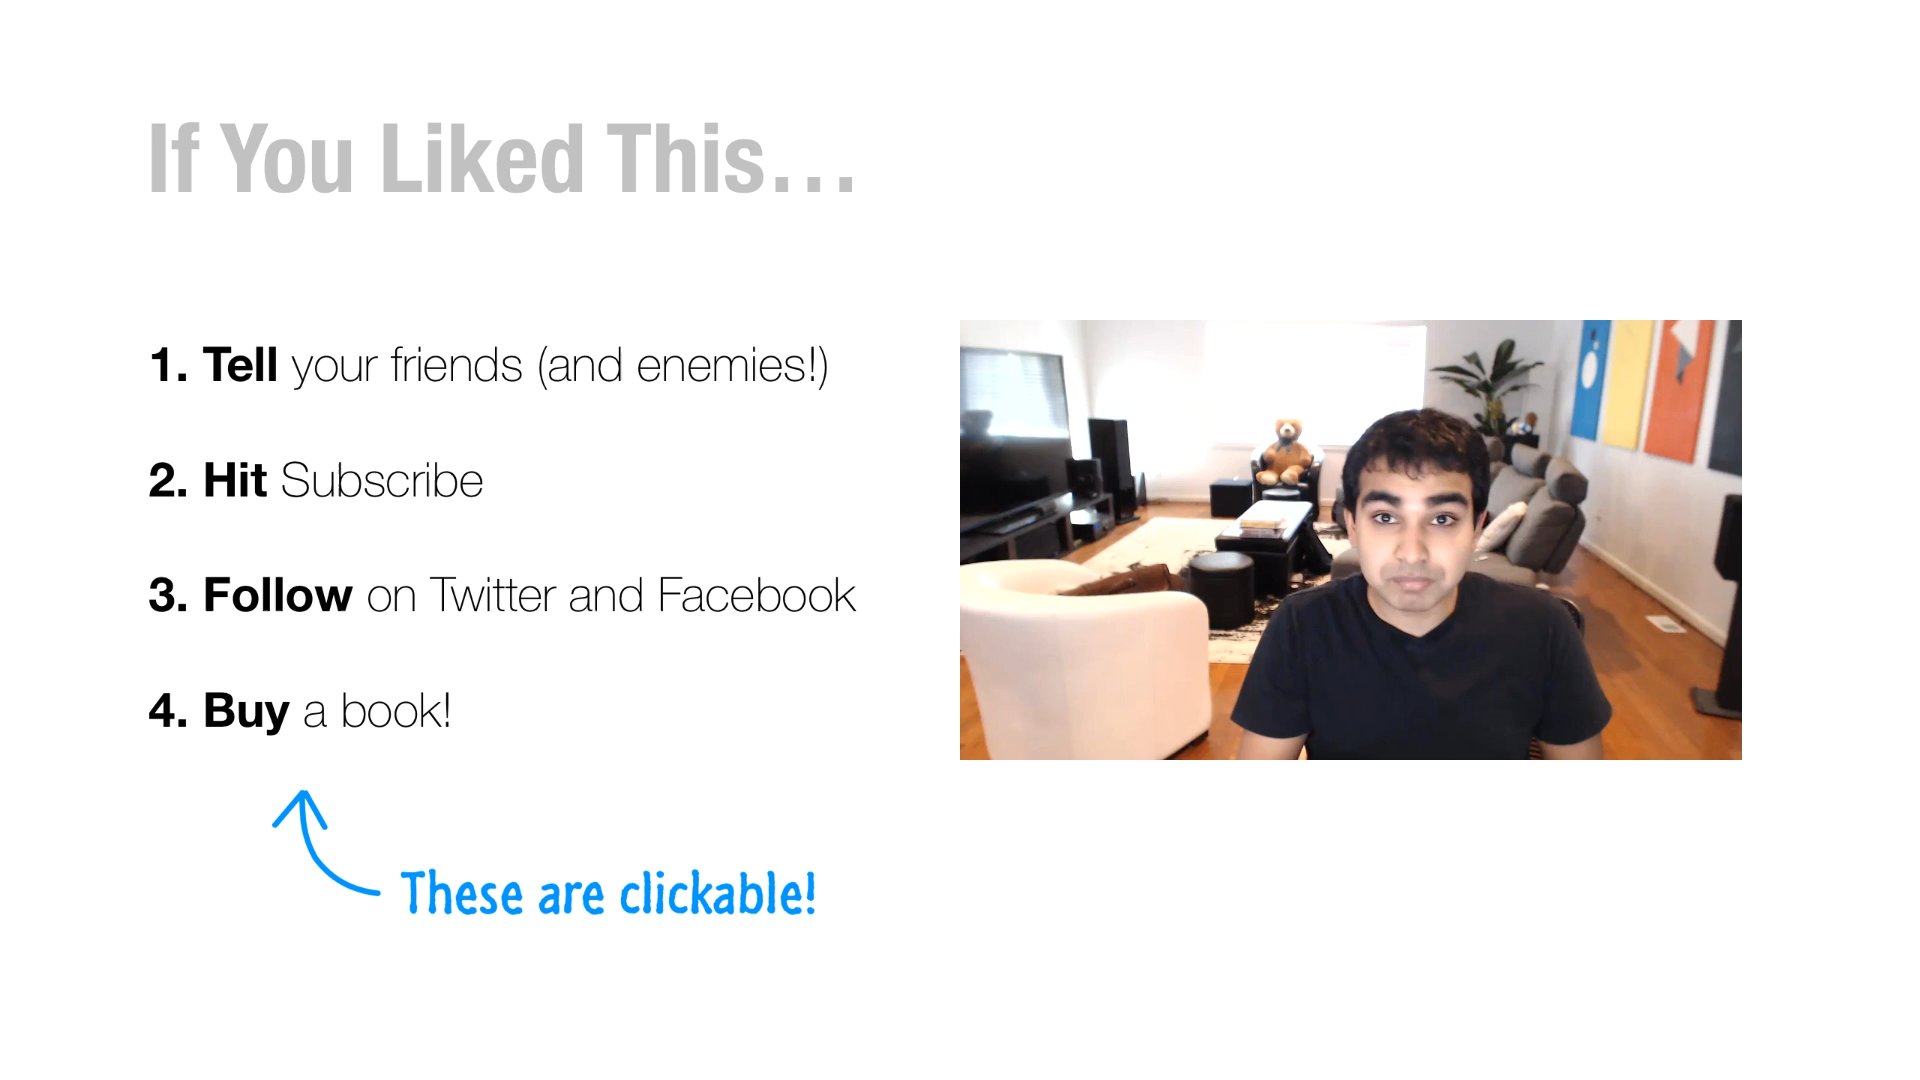 If You Liked This...
1. Tell your friends (and enemies!)
2. Hit Subscribe
3. Follow on Twitter and Facebook
4. Buy a book!
These are clickable!